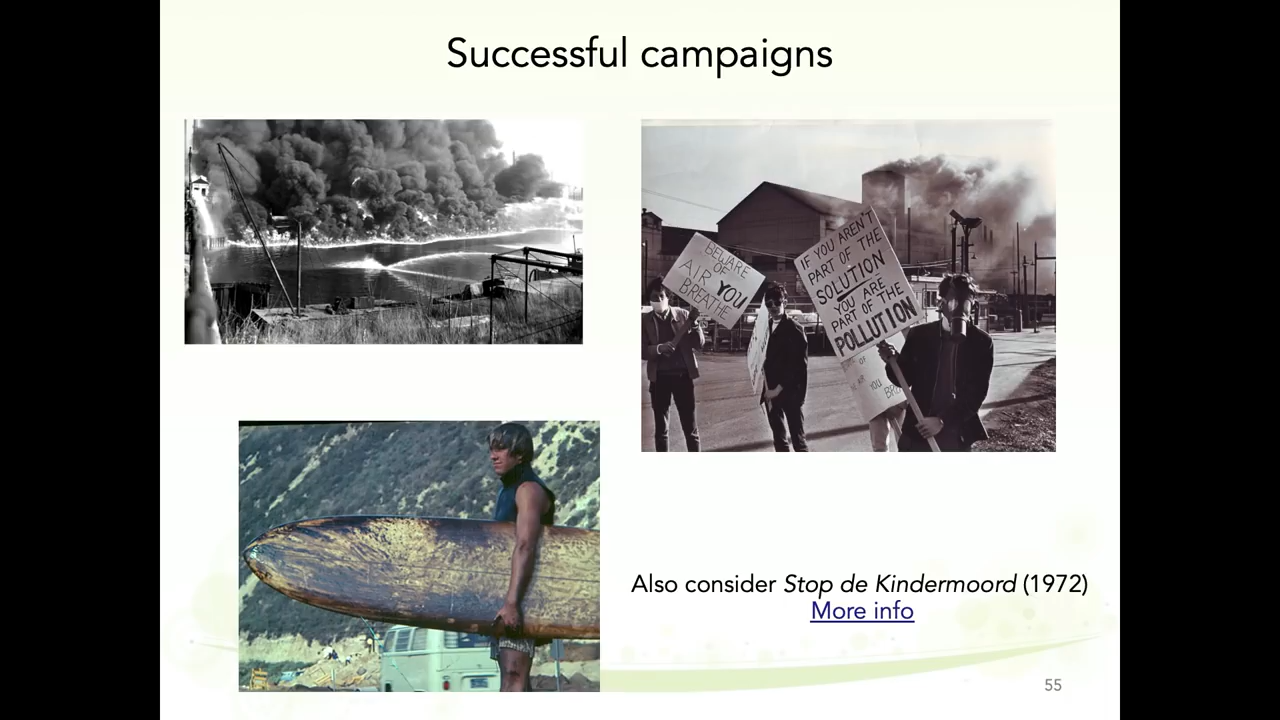 Successful campaigns
BEWARE
OF
AIR YOU
BREATHE
IF YOU AREN'T
PART OF THE
SOLUTION
YOU ARE
PART OF THE
POLLUTION
YOU
Also consider Stop de Kindermoord (1972)
More info
55